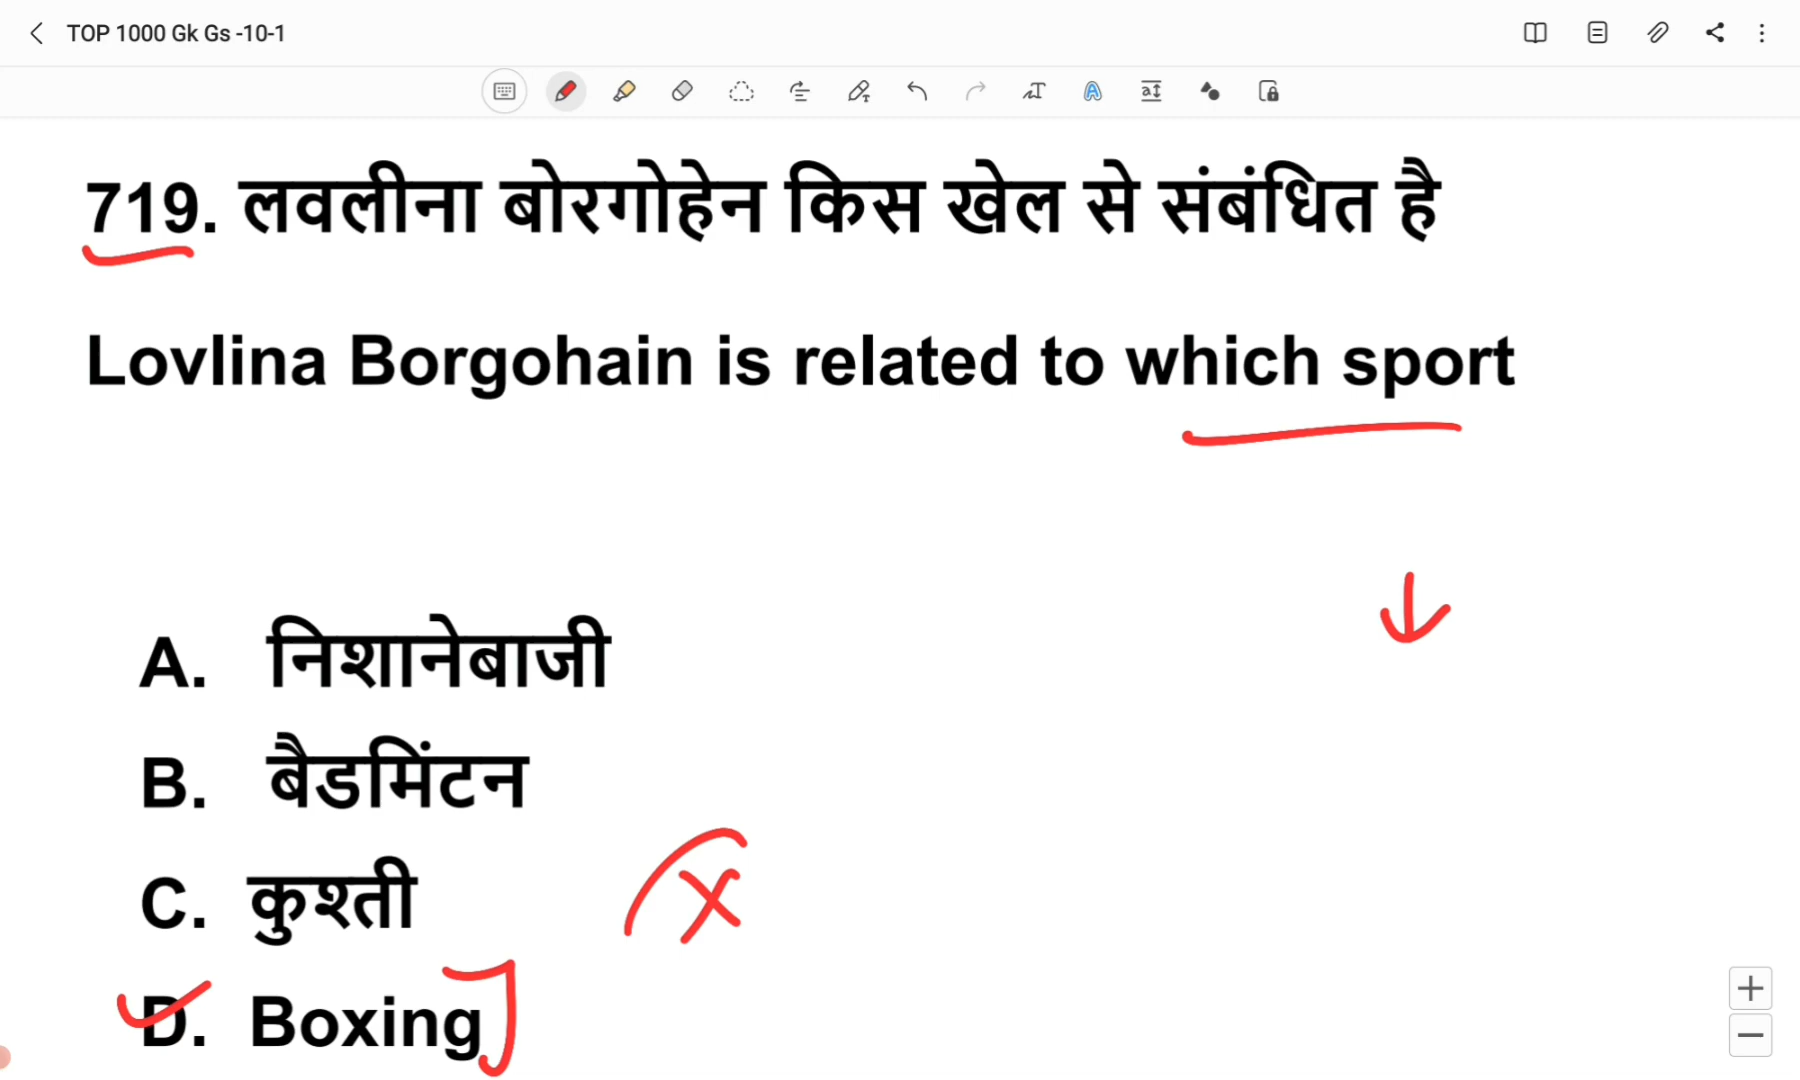 TOP 1000 Gk Gs -10-1
719. लवलीना बोरगोहेन किस खेल से संबंधित है
Lovlina Borgohain is related to which sport
A. निशानेबाजी
B. बैडमिंटन
C. कुश्ती
D. Boxing